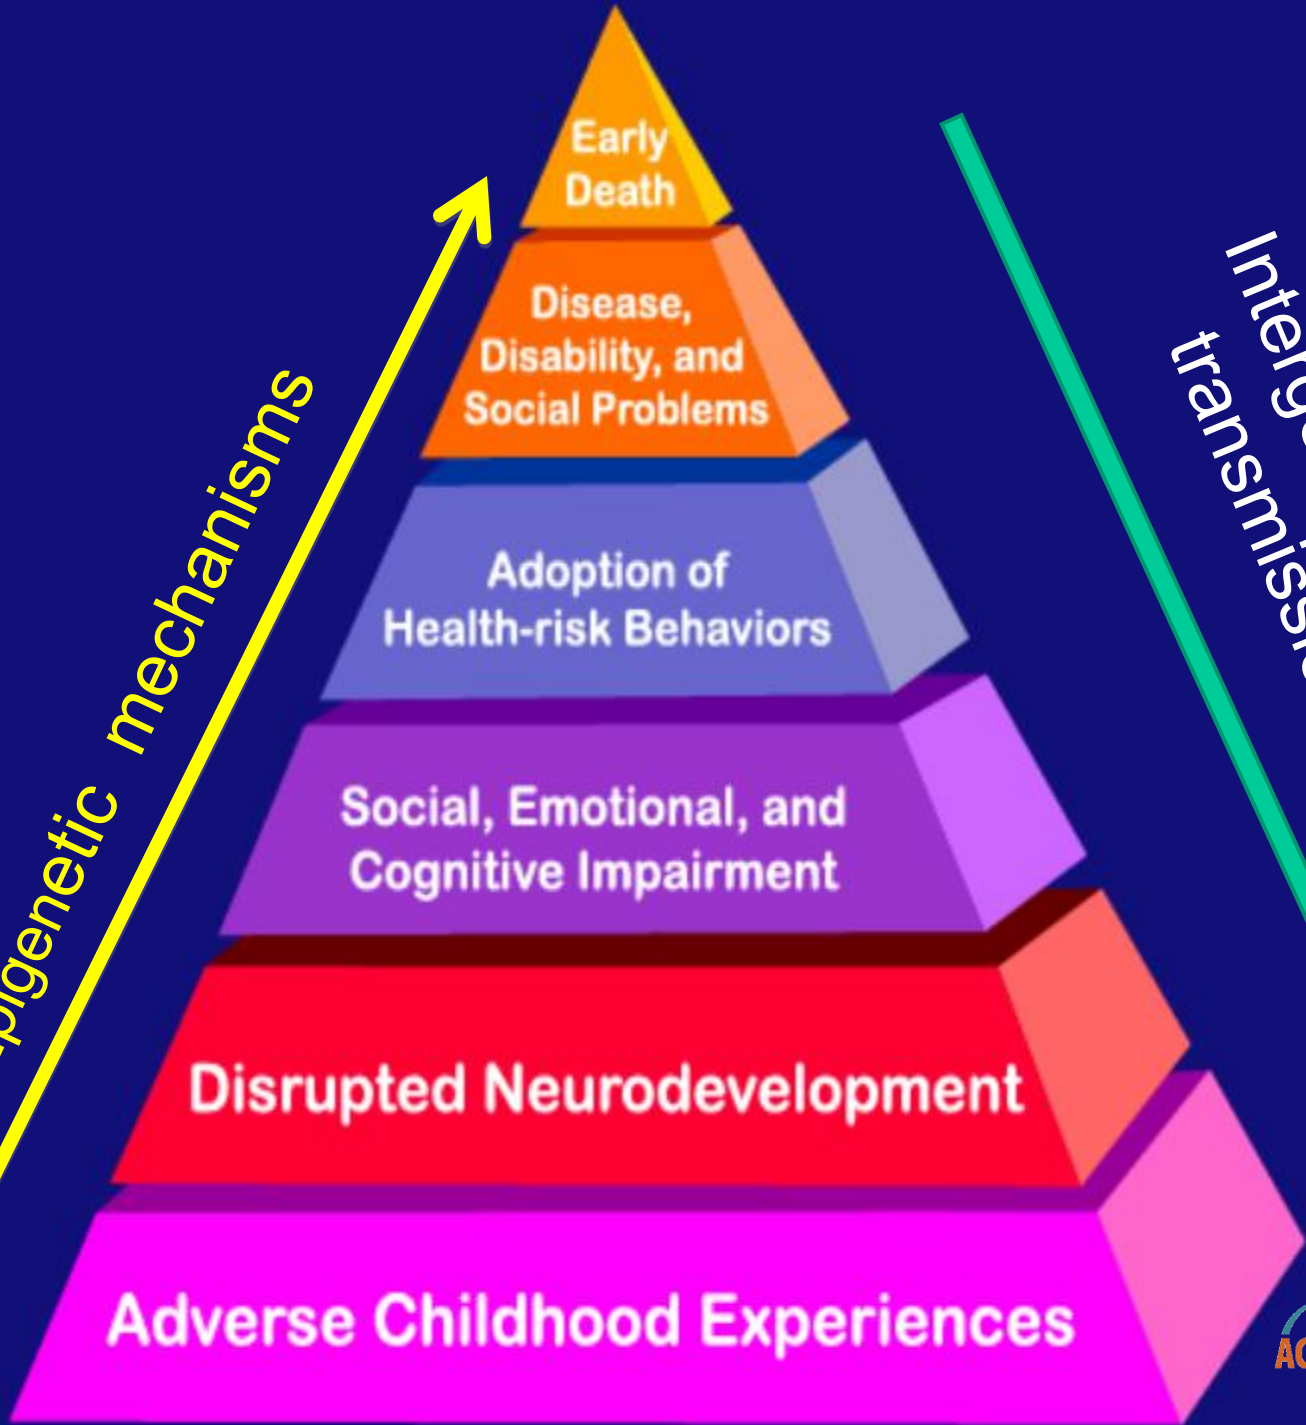 Early
Death
Disease,
Disability, and
Social Problems
Adoption of
Health-risk Behaviors
Social, Emotional, and
Cognitive Impairment
Disrupted Neurodevelopment
Adverse Childhood Experiences
mechanisms